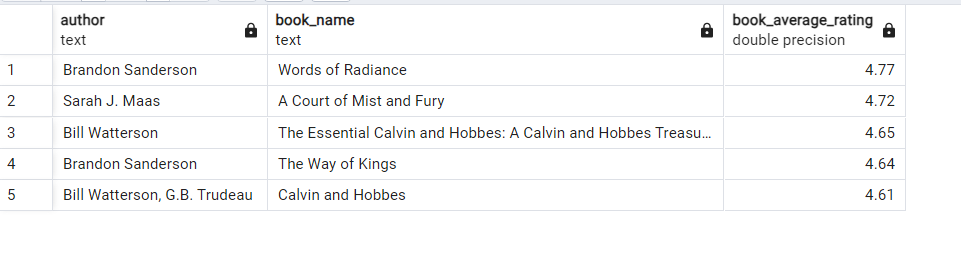 author book_name book_average_rating
text text double precision
1 Brandon Sanderson Words of Radiance 4.77
2 Sarah J. Maas A Court of Mist and Fury 4.72
3 Bill Watterson The Essential Calvin and Hobbes: A Calvin and Hobbes Treasu... 4.65
4 Brandon Sanderson The Way of Kings 4.64
5 Bill Watterson, G.B. Trudeau Calvin and Hobbes 4.61